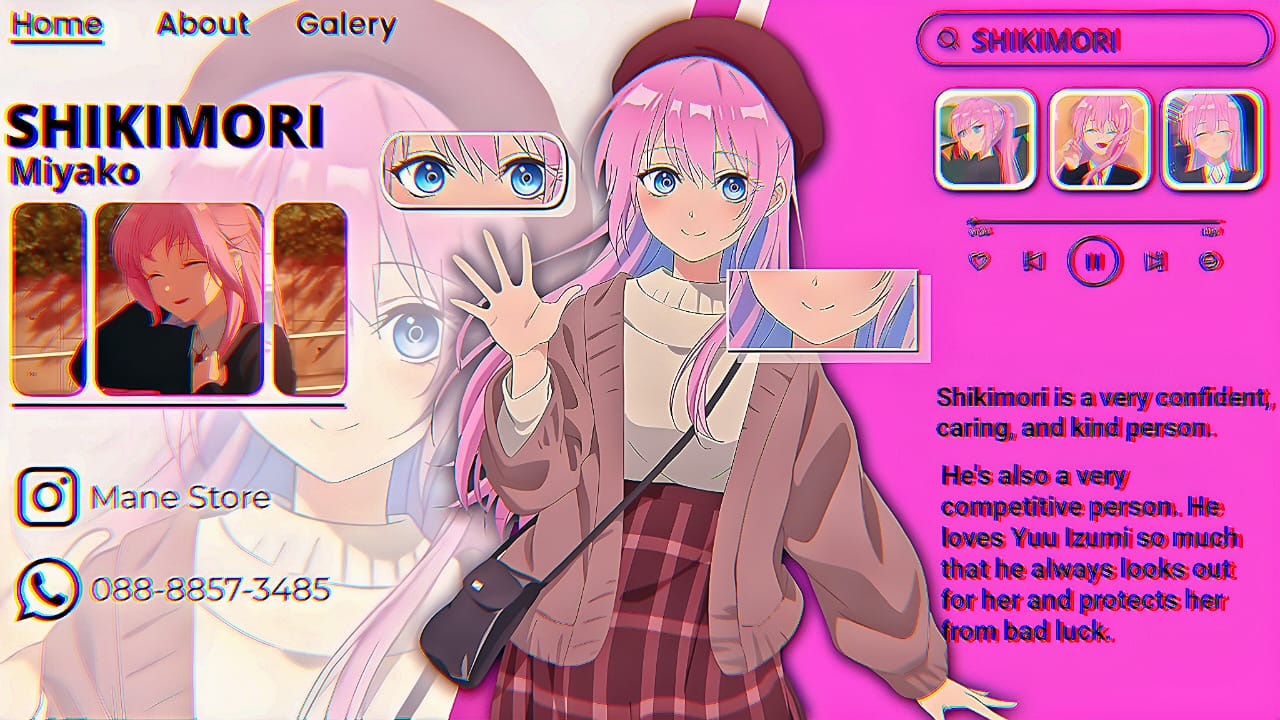 Home About Galery
SHIKIMORI
SHIKIMORI
Miyako
Mane Store
088-8857-3485
Shikimori is a very confident,
caring, and kind person.
He's also a very
competitive person. He
loves Yuu Izumi so much
that he always looks out
for her and protects her
from bad luck.